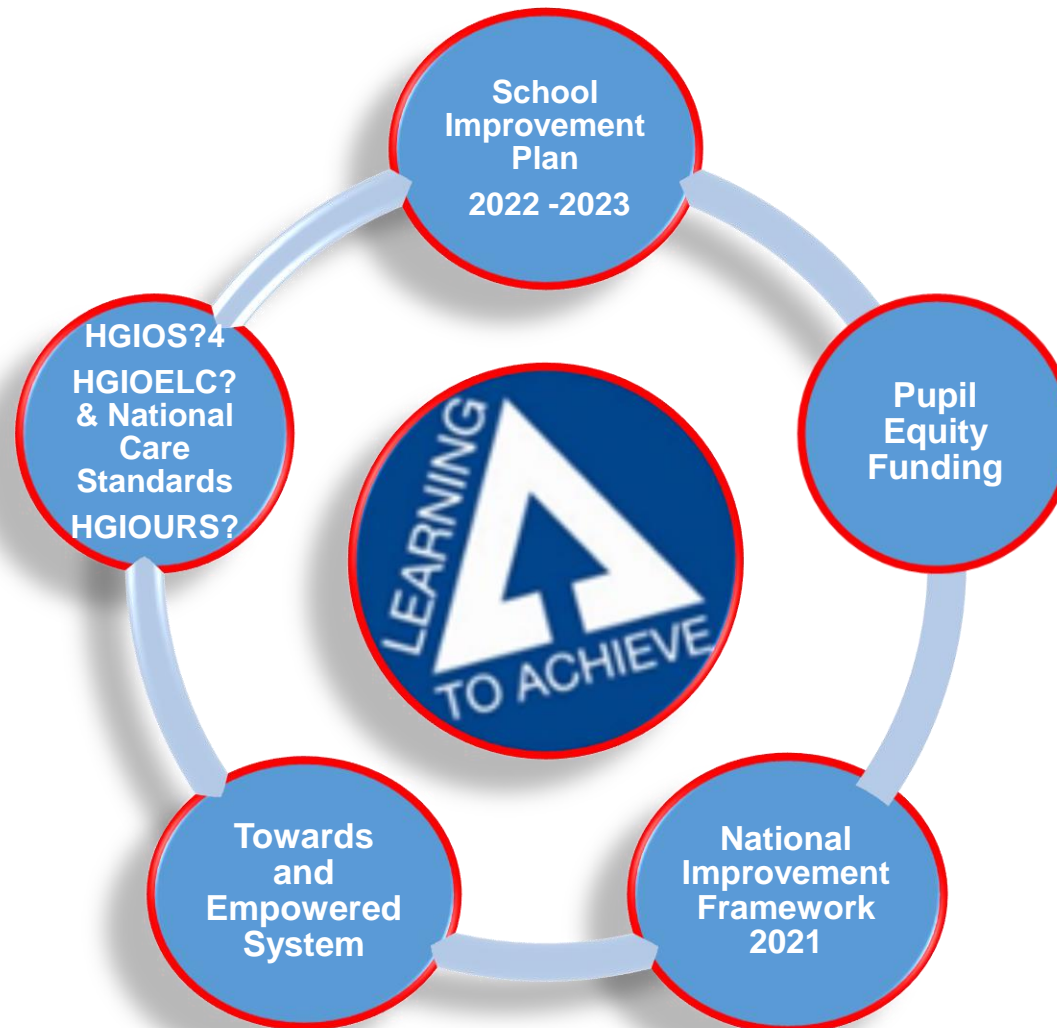 School
Improvement
Plan
2022 -2023
Pupil
Equity
Funding
National
Improvement
Framework
2021
Towards
and
Empowered
System
HGIOS?4
HGIOELC?
& National
Care
Standards
HGIOURS?
LEARNING
TO ACHIEVE